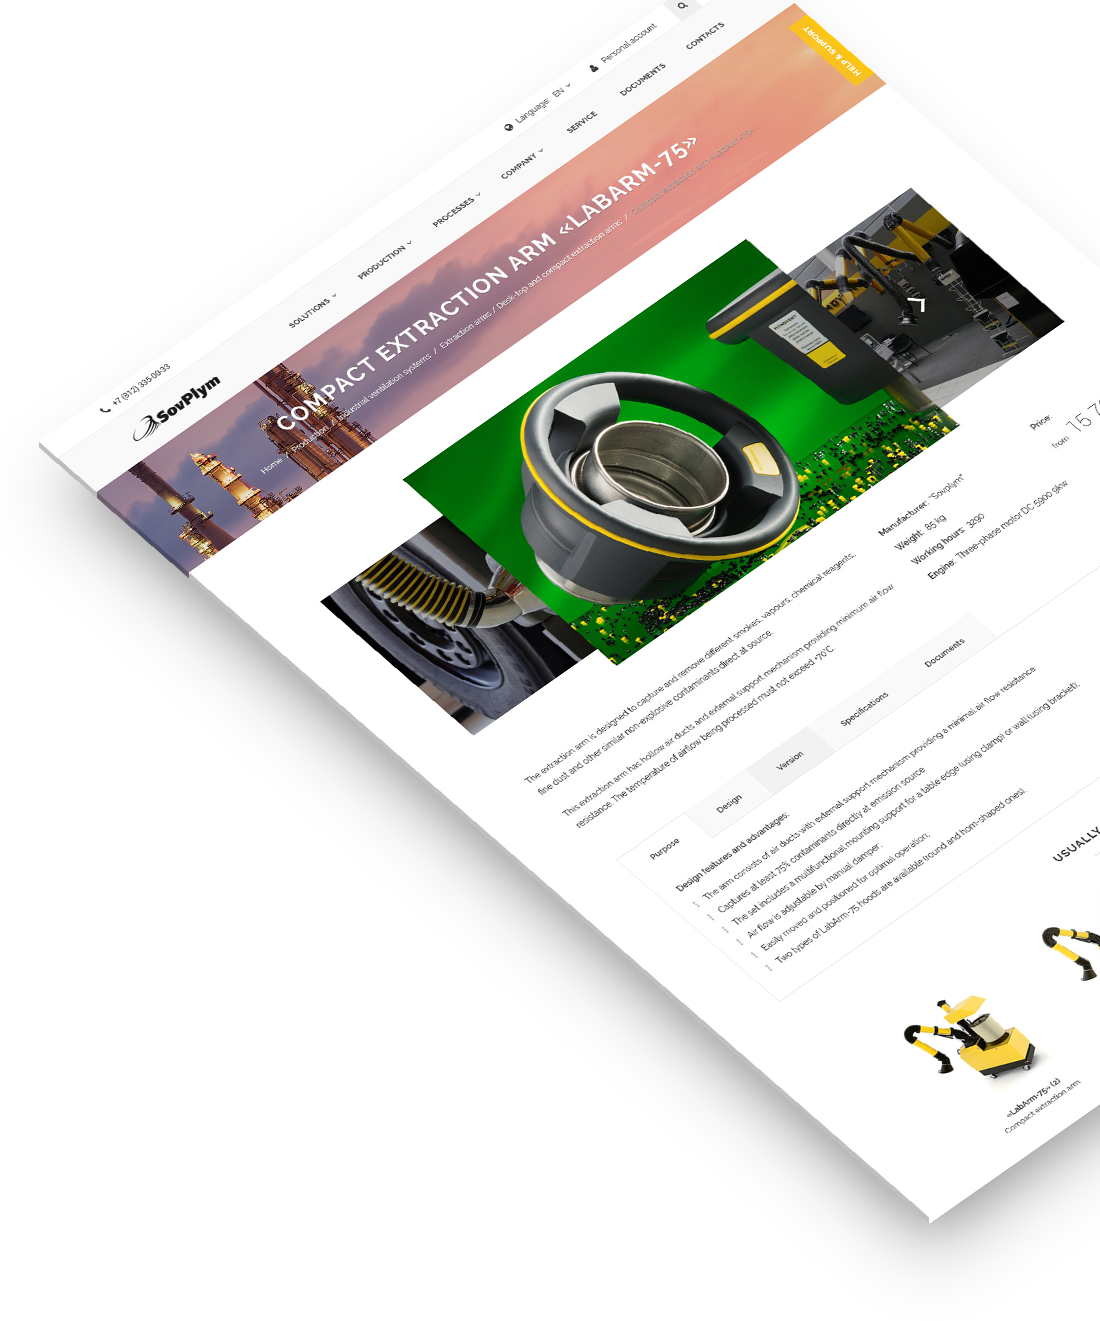 Language: EN
Personal account
+7 (812) 335-00-33
SovPlym
SOLUTIONS
PRODUCTION
PROCESSES
COMPANY
SERVICE
DOCUMENTS
CONTACTS
HELP & SUPPORT
COMPACT EXTRACTION ARM «LABARM-75»
Home / Production / Industrial ventilation systems / Extraction arms / Desk-top and compact extraction arms / Compact extraction arm «LabArm-75»
The extraction arm is designed to capture and remove different smokes, vapours, chemical reagents,
fine dust and other similar non-explosive contaminants direct at source.
This extraction arm has hollow air ducts and external support mechanism providing minimum air flow
resistance. The temperature of airflow being processed must not exceed +70°C.
Price:
from
Manufacturer: "Sovplym"
Weight: 85 kg
Working hours: 3290
Engine: Three-phase motor DC 5900 9kw
Purpose
Design
Version
Specifications
Documents
Design features and advantages:
The arm consists of air ducts with external support mechanism providing a minimal air flow resistance
Captures at least 75% contaminants directly at emission source
The set includes a multifunctional mounting support for a table edge (using clamp) or wall (using bracket);
Air flow is adjustable by manual damper;
Easily moved and positioned for optimal operation;
Two types of LabArm-75 hoods are available (round and horn-shaped ones).
USUALLY
«LabArm-75» (2)
Compact extraction arm